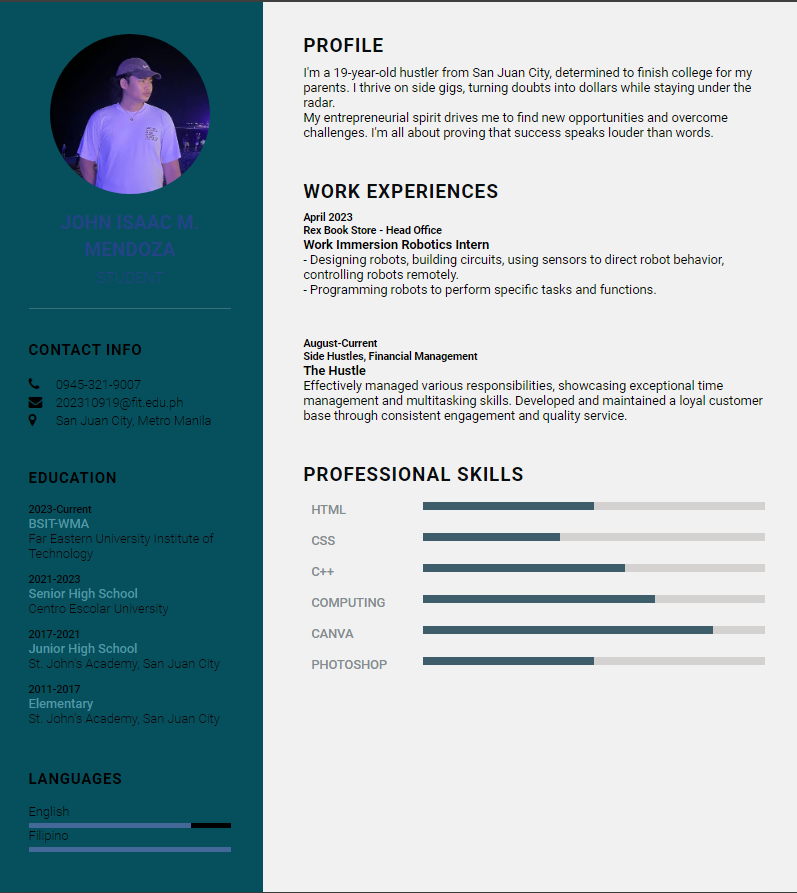 JOHN ISAAC M.
MENDOZA
STUDENT
CONTACT INFO
0945-321-9007
202310919@fit.edu.ph
San Juan City, Metro Manila
EDUCATION
2023-Current
BSIT-WMA
Far Eastern University Institute of
Technology
2021-2023
Senior High School
Centro Escolar University
2017-2021
Junior High School
St. John's Academy, San Juan City
2011-2017
Elementary
St. John's Academy, San Juan City
LANGUAGES
English
Filipino
PROFILE
I'm a 19-year-old hustler from San Juan City, determined to finish college for my
parents. I thrive on side gigs, turning doubts into dollars while staying under the
radar.
My entrepreneurial spirit drives me to find new opportunities and overcome
challenges. I'm all about proving that success speaks louder than words.
WORK EXPERIENCES
April 2023
Rex Book Store - Head Office
Work Immersion Robotics Intern
- Designing robots, building circuits, using sensors to direct robot behavior,
controlling robots remotely.
- Programming robots to perform specific tasks and functions.
August-Current
Side Hustles, Financial Management
The Hustle
Effectively managed various responsibilities, showcasing exceptional time
management and multitasking skills. Developed and maintained a loyal customer
base through consistent engagement and quality service.
PROFESSIONAL SKILLS
HTML
CSS
C++
COMPUTING
CANVA
PHOTOSHOP